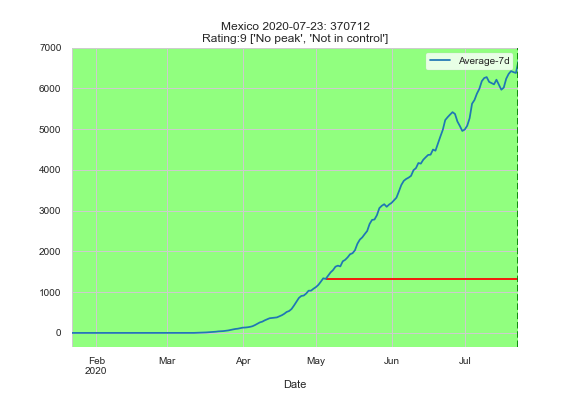 Mexico 2020-07-23: 370712
Rating:9 ['No peak', 'Not in control']
7000
6000
5000
4000
3000
2000
1000
0
Average-7d
Feb
2020
Mar
Apr
May
Jun
Jul
Date